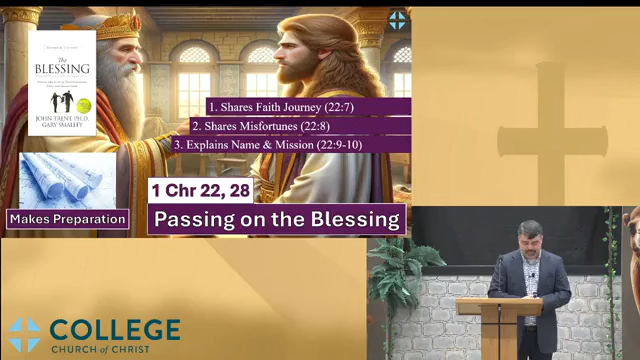 The
BLESSING
JOHN TRENT, PH.D.
GARY SMALLEY
1. Shares Faith Journey (22:7)
2. Shares Misfortunes (22:8)
3. Explains Name & Mission (22:9-10)
1 Chr 22, 28
Makes Preparation
Passing on the Blessing
COLLEGE
CHURCH of CHRIST